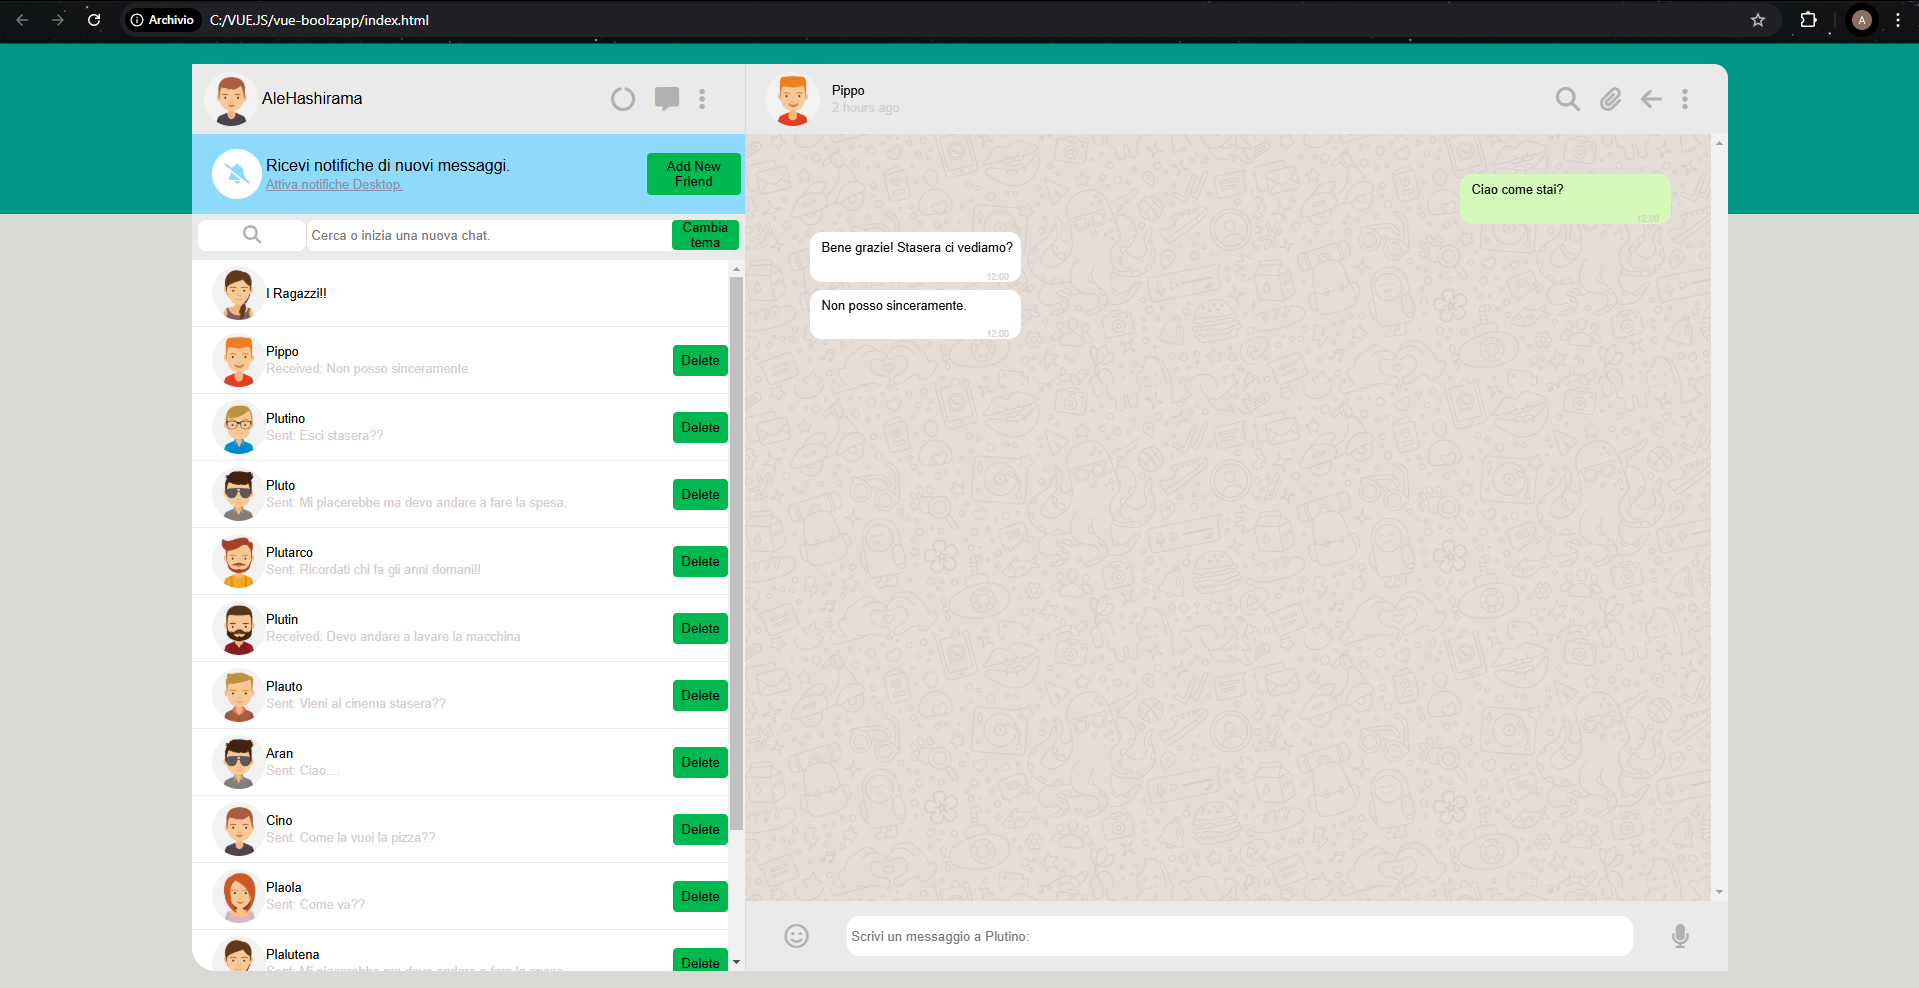 Archivio
C:/VUEJS/vue-boolzapp/index.html
A
AleHashirama
Pippo
2 hours ago
Ricevi notifiche di nuovi messaggi.
Attiva notifiche Desktop.
Add New
Friend
Cerca o inizia una nuova chat.
Cambia
tema
I Ragazzi!!
Pippo
Received: Non posso sinceramente.
Delete
Plutino
Sent: Esci stasera??
Delete
Pluto
Sent: Mi piacerebbe ma devo andare a fare la spesa.
Delete
Plutarco
Sent: Ricordati chi fa gli anni domani!!
Delete
Plutin
Received: Devo andare a lavare la macchina
Delete
Plauto
Sent: Vieni al cinema stasera??
Delete
Aran
Sent: Ciao....
Delete
Cino
Sent: Come la vuoi la pizza??
Delete
Plaola
Sent: Come va??
Delete
Plalutena
Sent: Mi piacerebbe ma devo andare a fare la spesa.
Delete
Ciao come stai?
12:00
Bene grazie! Stasera ci vediamo?
12:00
Non posso sinceramente.
12:00
Scrivi un messaggio a Plutino: